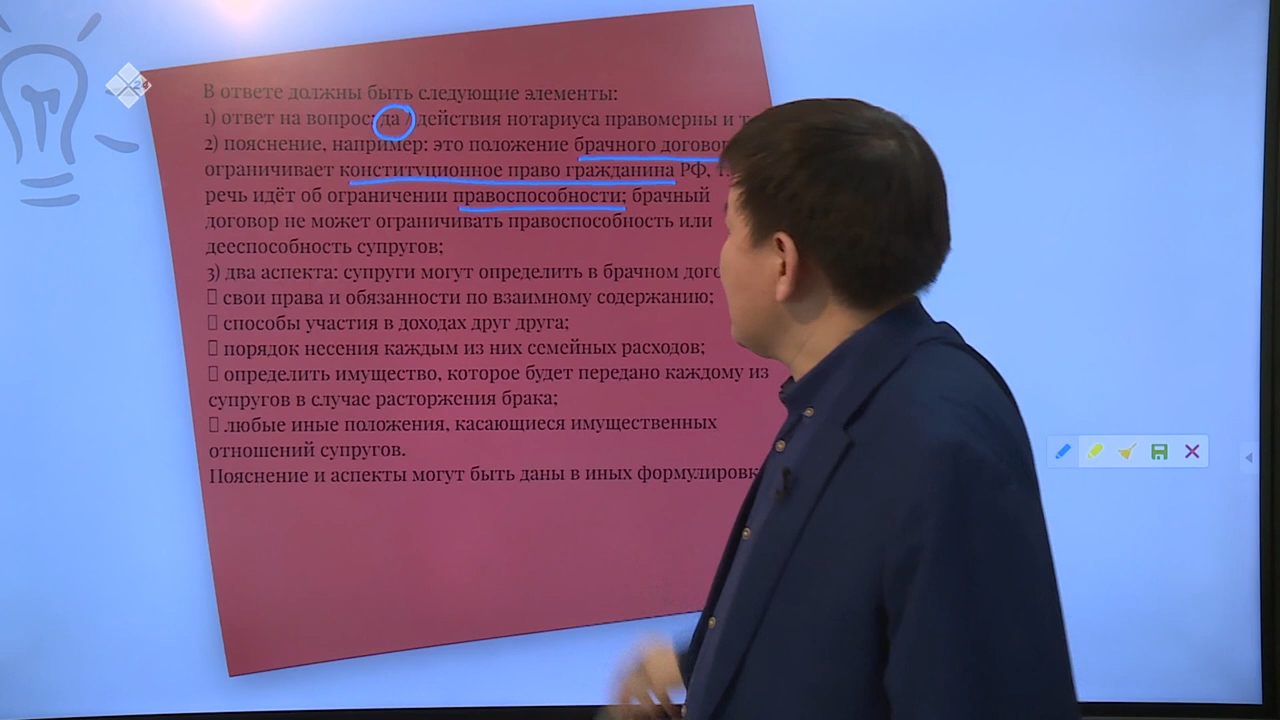 В ответе должны быть следующие элементы:
1) ответ на вопрос: да / действия нотариуса правомерны и
2) пояснение, например: это положение брачного
ограничивает конституционное право гражданина РФ,
речь идёт об ограничении правоспособности; брачный
договор не может ограничивать правоспособность или
дееспособность супругов;
3) два аспекта: супруги могут определить в брачном
свои права и обязанности по взаимному содержанию;
способы участия в доходах друг друга;
порядок несения каждым из них семейных расходов;
определить имущество, которое будет передано каждому из
супругов в случае расторжения брака;
любые иные положения, касающиеся имущественных
отношений супругов.
Пояснение и аспекты могут быть даны в иных